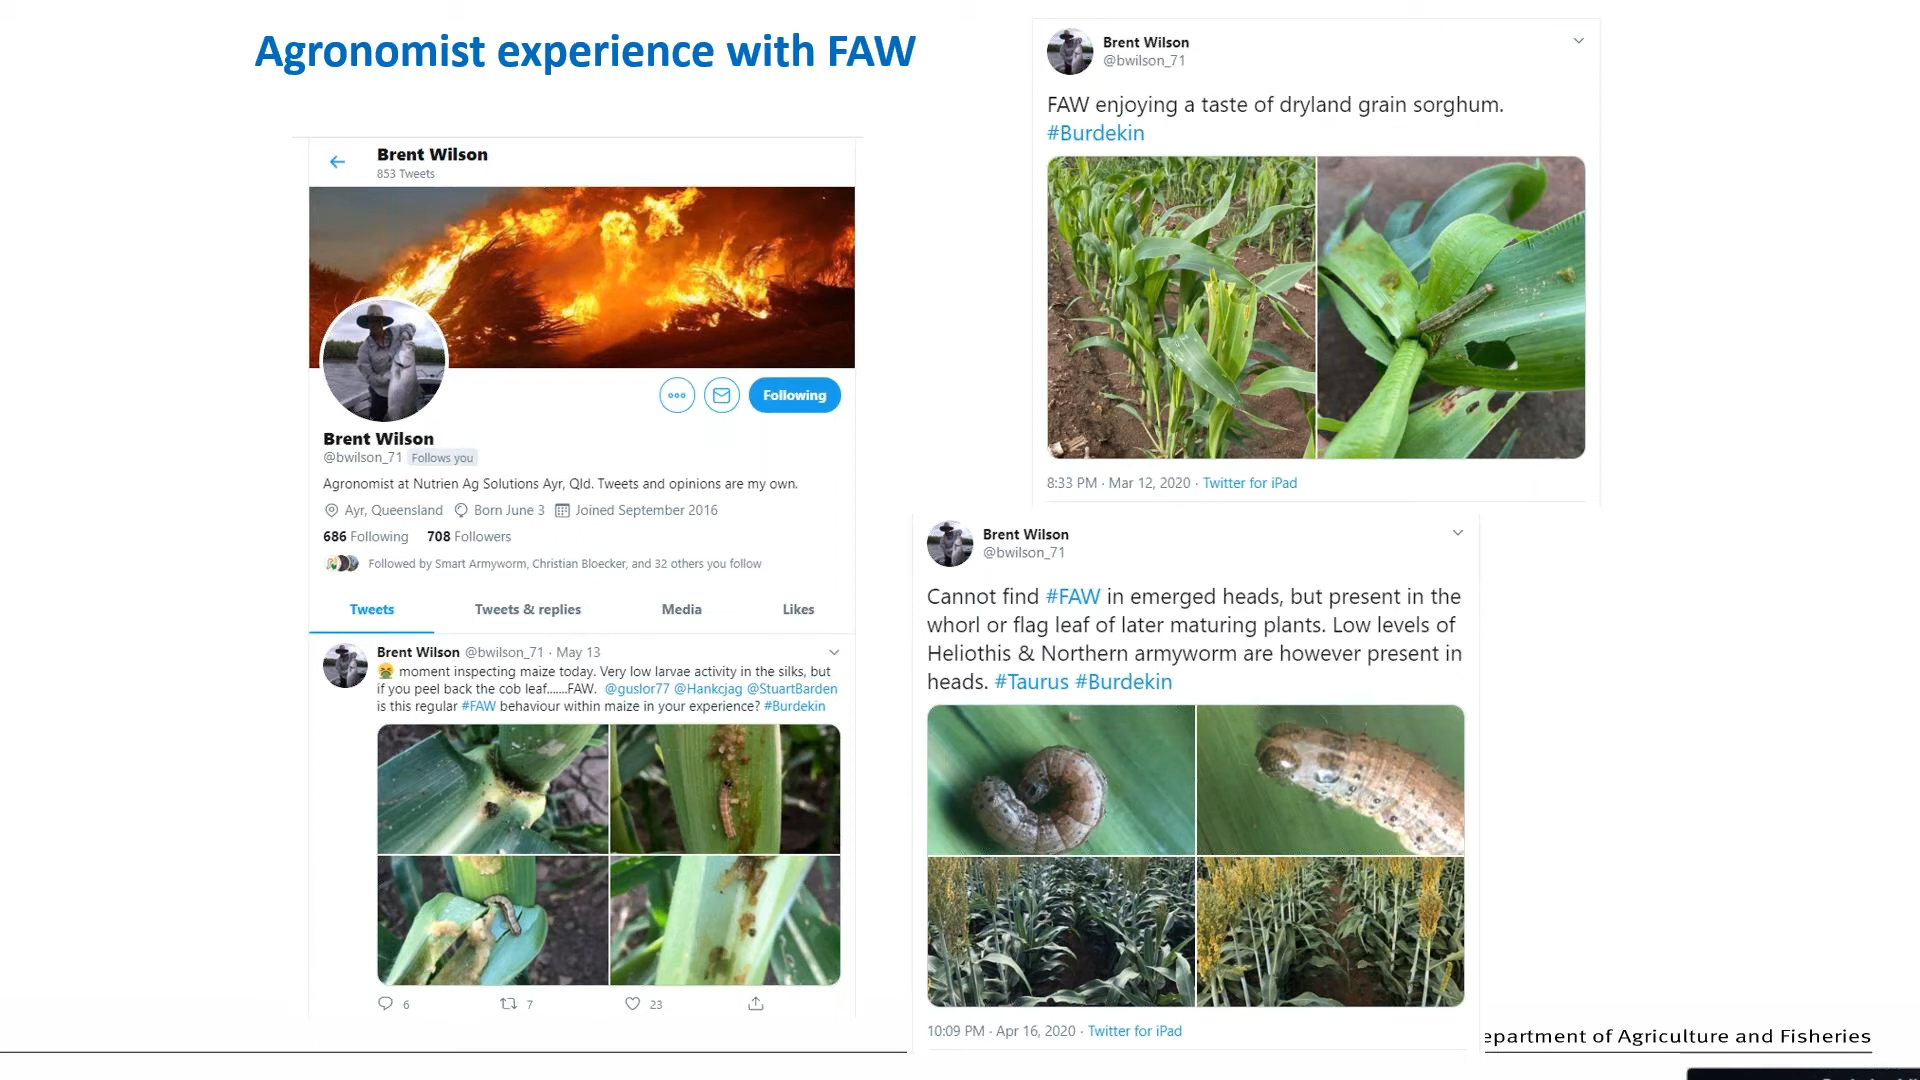 Agronomist experience with FAW
Brent Wilson
853 Tweets
Following
Brent Wilson
@bwilson_71 Follows you
Agronomist at Nutrien Ag Solutions Ayr, Qld. Tweets and opinions are my own.
Ayr, Queensland Born June 3 Joined September 2016
686 Following 708 Followers
Followed by Smart Armyworm, Christian Bloecker, and 32 others you follow
Tweets Tweets & replies Media Likes
Brent Wilson @bwilson_71 · May 13
moment inspecting maize today. Very low larvae activity in the silks, but
if you peel back the cob leaf.......FAW. @guslor77 @Hankcjag @StuartBarden
is this regular #FAW behaviour within maize in your experience? #Burdekin
6 7 23
Brent Wilson
@bwilson_71
FAW enjoying a taste of dryland grain sorghum.
#Burdekin
8:33 PM · Mar 12, 2020 · Twitter for iPad
Brent Wilson
@bwilson_71
Cannot find #FAW in emerged heads, but present in the
whorl or flag leaf of later maturing plants. Low levels of
Heliothis & Northern armyworm are however present in
heads. #Taurus #Burdekin
10:09 PM · Apr 16, 2020 · Twitter for iPad
epartment of Agriculture and Fisheries